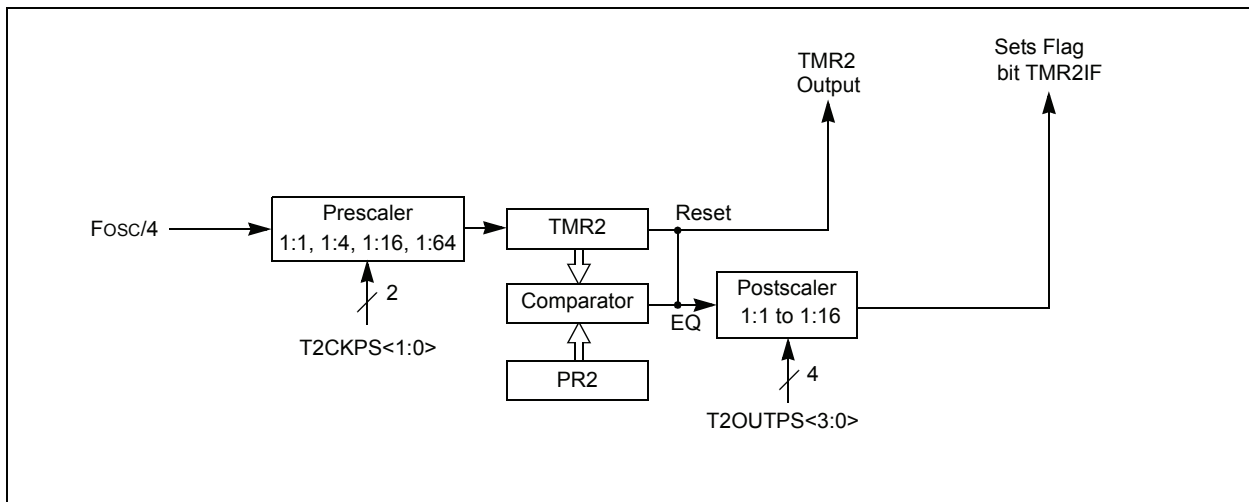 TMR2
Output
Sets Flag
bit TMR2IF
Fosc/4
Prescaler
1:1, 1:4, 1:16, 1:64
2
T2CKPS<1:0>
TMR2
Reset
Comparator
EQ
PR2
Postscaler
1:1 to 1:16
4
T2OUTPS<3:0>